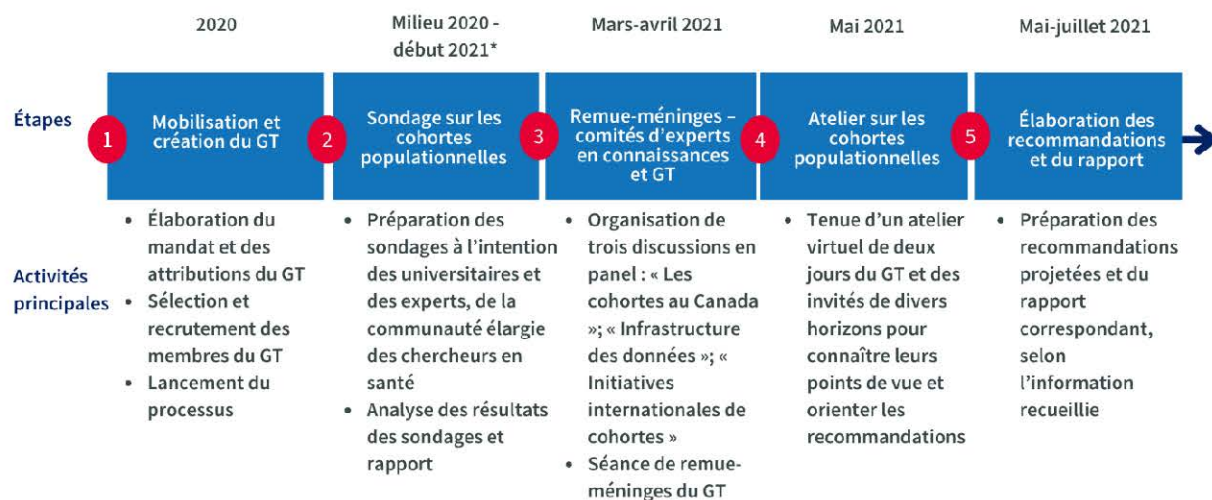 2020
Milieu 2020 -
début 2021*
Mars-avril 2021
Mai 2021
Mai-juillet 2021
Étapes
1
Mobilisation et
création du GT
2
Sondage sur les
cohortes
populationnelles
3
Remue-méninges –
comités d’experts
en connaissances
et GT
4
Atelier sur les
cohortes
populationnelles
5
Élaboration des
recommandations
et du rapport
Activités
principales
• Élaboration du
mandat et des
attributions du GT
• Sélection et
recrutement des
membres du GT
• Lancement du
processus
• Préparation des
sondages à l’intention
des universitaires et
des experts, de la
communauté élargie
des chercheurs en
santé
• Analyse des résultats
des sondages et
rapport
• Organisation de
trois discussions en
panel : « Les
cohortes au Canada
»; « Infrastructure
des données »; «
Initiatives
internationales de
cohortes »
• Séance de remue-
méninges du GT
• Tenue d’un atelier
virtuel de deux
jours du GT et des
invités de divers
horizons pour
connaître leurs
points de vue et
orienter les
recommandations
• Préparation des
recommandations
projetées et du
rapport
correspondant,
selon
l’information
recueillie